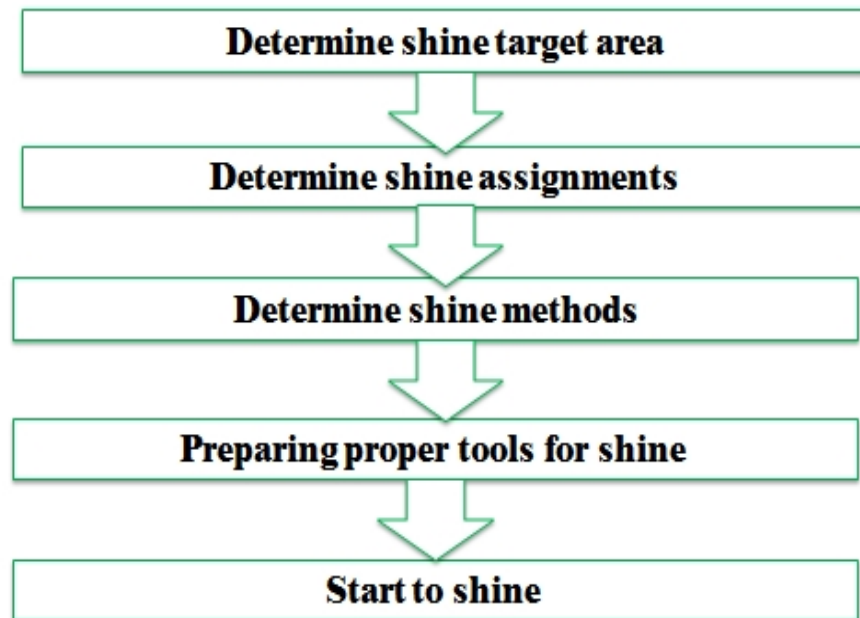 Determine shine target area
Determine shine assignments
Determine shine methods
Preparing proper tools for shine
Start to shine